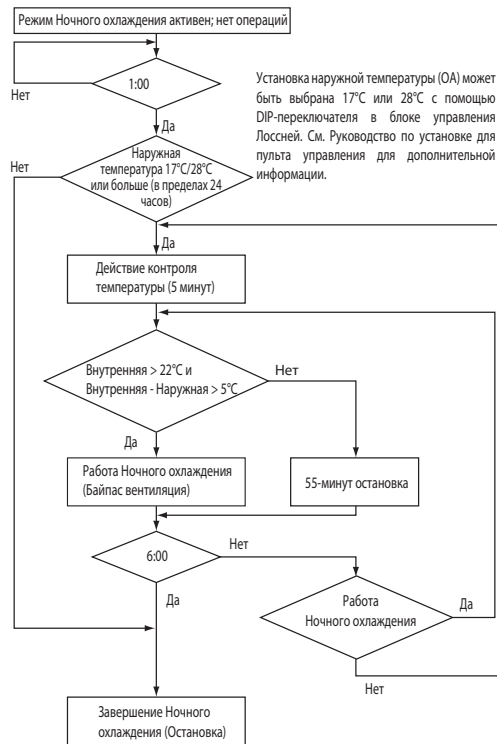 Режим Ночного охлаждения активен; нет операций
1:00
Нет
Да
Установка наружной температуры (OA) может
быть выбрана 17°C или 28°C с помощью
DIP-переключателя в блоке управления
Лоссней. См. Руководство по установке для
пульта управления для дополнительной
информации.
Нет
Наружная
температура 17°C/28°C
или больше (в пределах 24
часов)
Да
Действие контроля
температуры (5 минут)
Внутренняя > 22°C и
Внутренняя - Наружная > 5°C
Нет
Да
Работа Ночного охлаждения
(Байпас вентиляция)
55-минут остановка
6:00
Нет
Да
Работа
Ночного охлаждения
Да
Нет
Завершение Ночного
охлаждения (Остановка)